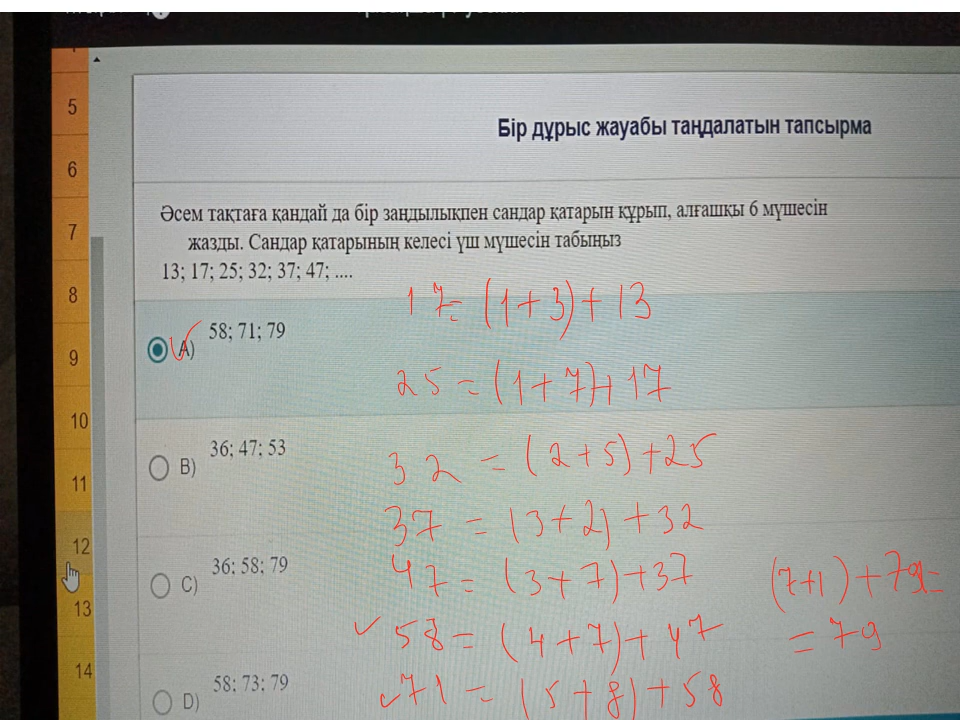 5
6
7
8
9
10
11
12
13
14
Бір дұрыс жауабы таңдалатын тапсырма
Әсем тақтаға қандай да бір заңдылықпен сандар қатарын құрып, алғашқы 6 мүшесін
жазды. Сандар қатарының келесі үш мүшесін табыңыз
13; 17; 25; 32; 37; 47; ....
17= (1+3)+13
A) 58; 71; 79
25 = (1+7)+17
B) 36; 47; 53
32 = (2+5)+25
37 = (3+2)+32
C) 36; 58; 79
47= (3+7)+37
(7+1)+79=
58= (4+7)+47
= 79
D) 58; 73; 79
71 = (5+8)+58